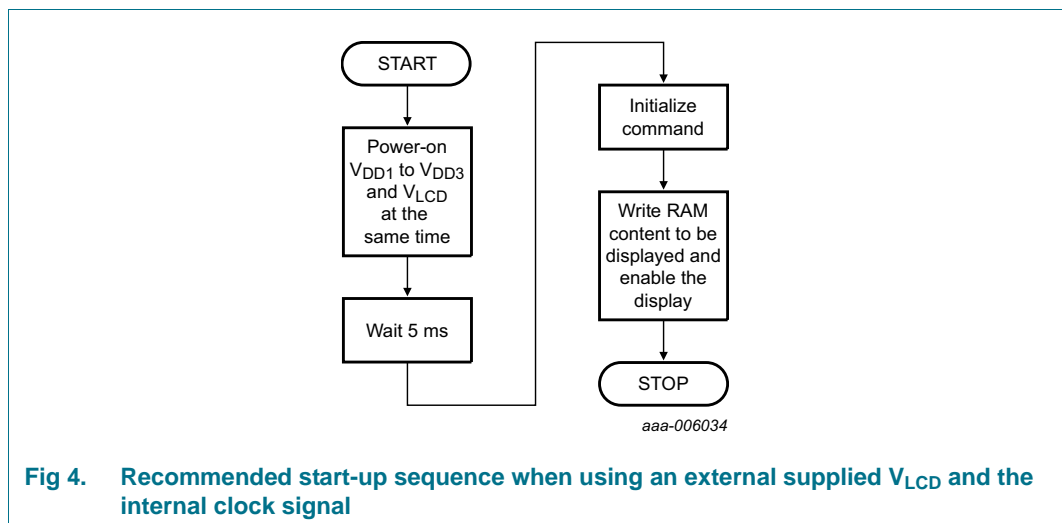 START
Power-on
VDD1 to VDD3
and VLCD
at the
same time
Wait 5 ms
Initialize
command
Write RAM
content to be
displayed and
enable the
display
STOP
aaa-006034
Fig 4. Recommended start-up sequence when using an external supplied VLCD and the
internal clock signal